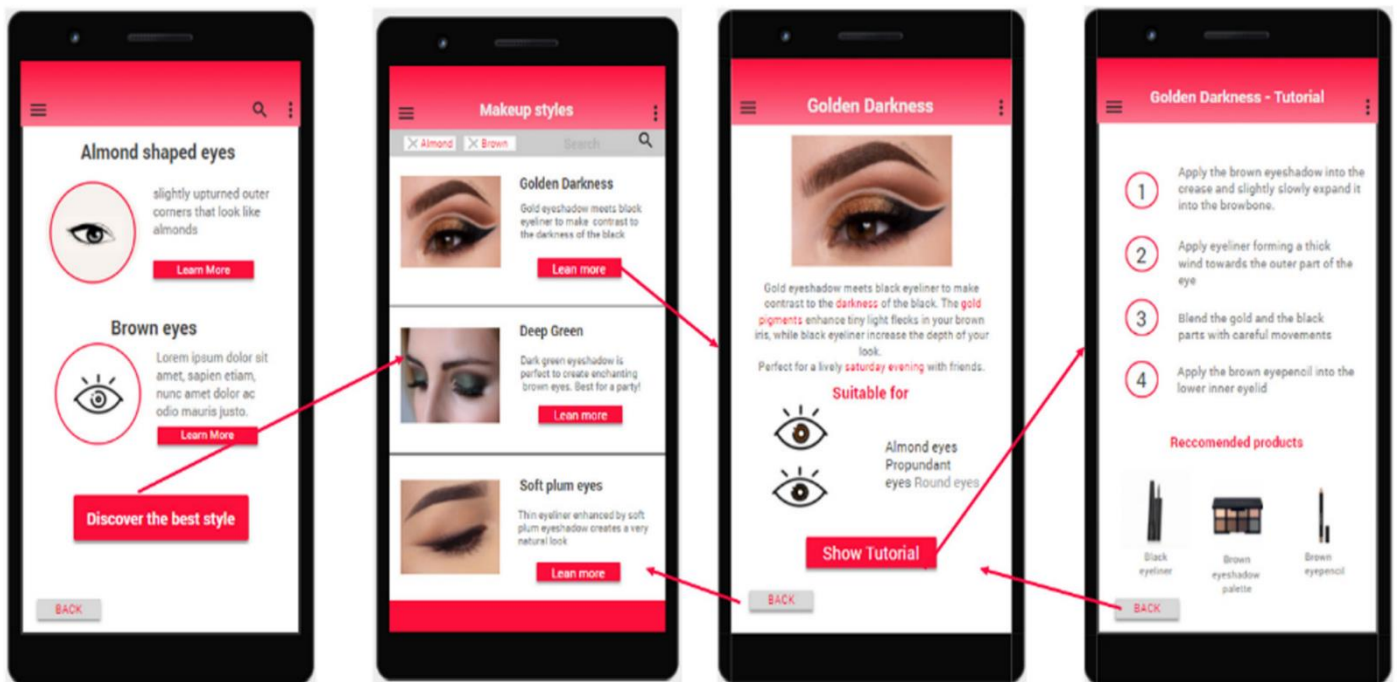 Almond shaped eyes
slightly upturned outer
corners that look like
almonds
Learn More
Brown eyes
Lorem ipsum dolor sit
amet, sapien etiam,
nunc amet dolor ac
odio mauris justo.
Learn More
Discover the best style
BACK
Makeup styles
Almond
Brown
Search
Golden Darkness
Gold eyeshadow meets black
eyeliner to make contrast to
the darkness of the black
Lean more
Deep Green
Dark green eyeshadow is
perfect to create enchanting
brown eyes. Best for a party!
Lean more
Soft plum eyes
Thin eyeliner enhanced by soft
plum eyeshadow creates a very
natural look
Lean more
Golden Darkness
Gold eyeshadow meets black eyeliner to make
contrast to the darkness of the black. The gold
pigments enhance tiny light flecks in your brown
iris, while black eyeliner increase the depth of your
look.
Perfect for a lively saturday evening with friends.
Suitable for
Almond eyes
Propundant
eyes Round eyes
Show Tutorial
BACK
Golden Darkness - Tutorial
1
Apply the brown eyeshadow into the
crease and slightly slowly expand it
into the browbone.
2
Apply eyeliner forming a thick
wind towards the outer part of the
eye
3
Blend the gold and the black
parts with careful movements
4
Apply the brown eyepencil into the
lower inner eyelid
Reccomended products
Black
eyeliner
Brown
eyeshadow
palette
Brown
eyepencil
BACK